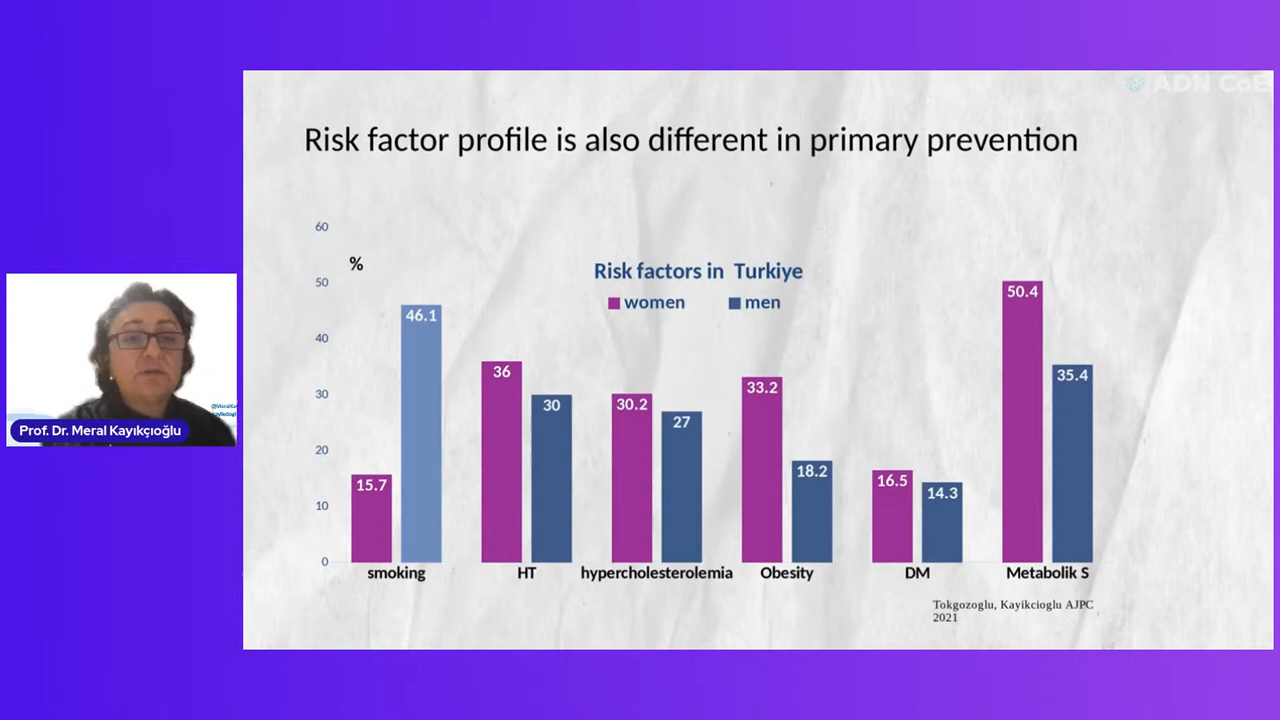 ADN CoE
Risk factor profile is also different in primary prevention
60
50
40
30
20
10
0
%
Risk factors in Turkiye
women men
15.7 46.1
36 30
30.2 27
33.2 18.2
16.5 14.3
50.4 35.4
smoking HT hypercholesterolemia Obesity DM Metabolik S
Tokgozoglu, Kayikcioglu AJPC
2021
Prof. Dr. Meral Kayıkçıoğlu